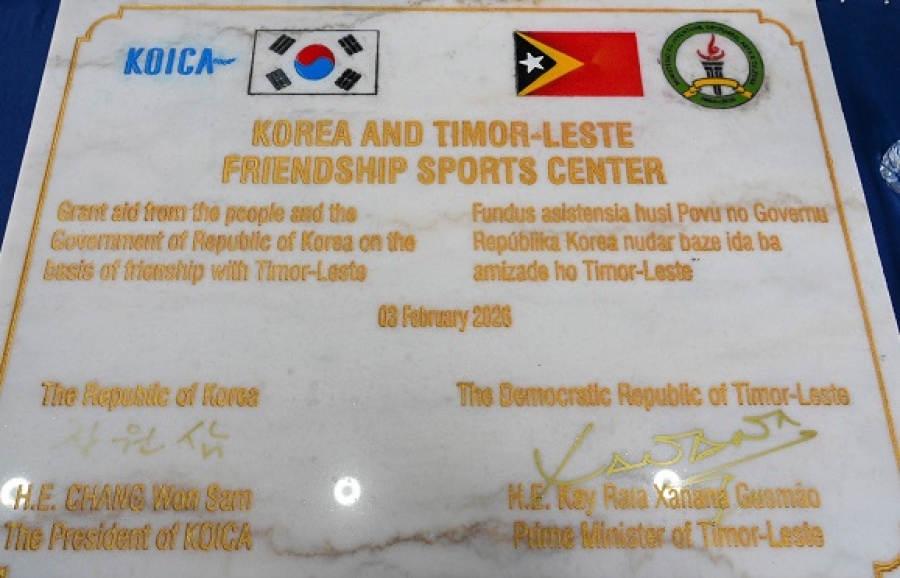 KOICA
KOREA AND TIMOR-LESTE
FRIENDSHIP SPORTS CENTER
Grant aid from the people and the
Government of Republic of Korea on the
basis of frienship with Timor-Leste
Fundus asistensia husi Povu no Governu
Repúblika Korea nudar baze ida ba
amizade ho Timor-Leste
03 February 2026
The Republic of Korea
장 원 삼
H.E. CHANG Won Sam
The President of KOICA
The Democratic Republic of Timor-Leste
H.E. Kay Rala Xanana Gusmão
Prime Minister of Timor-Leste